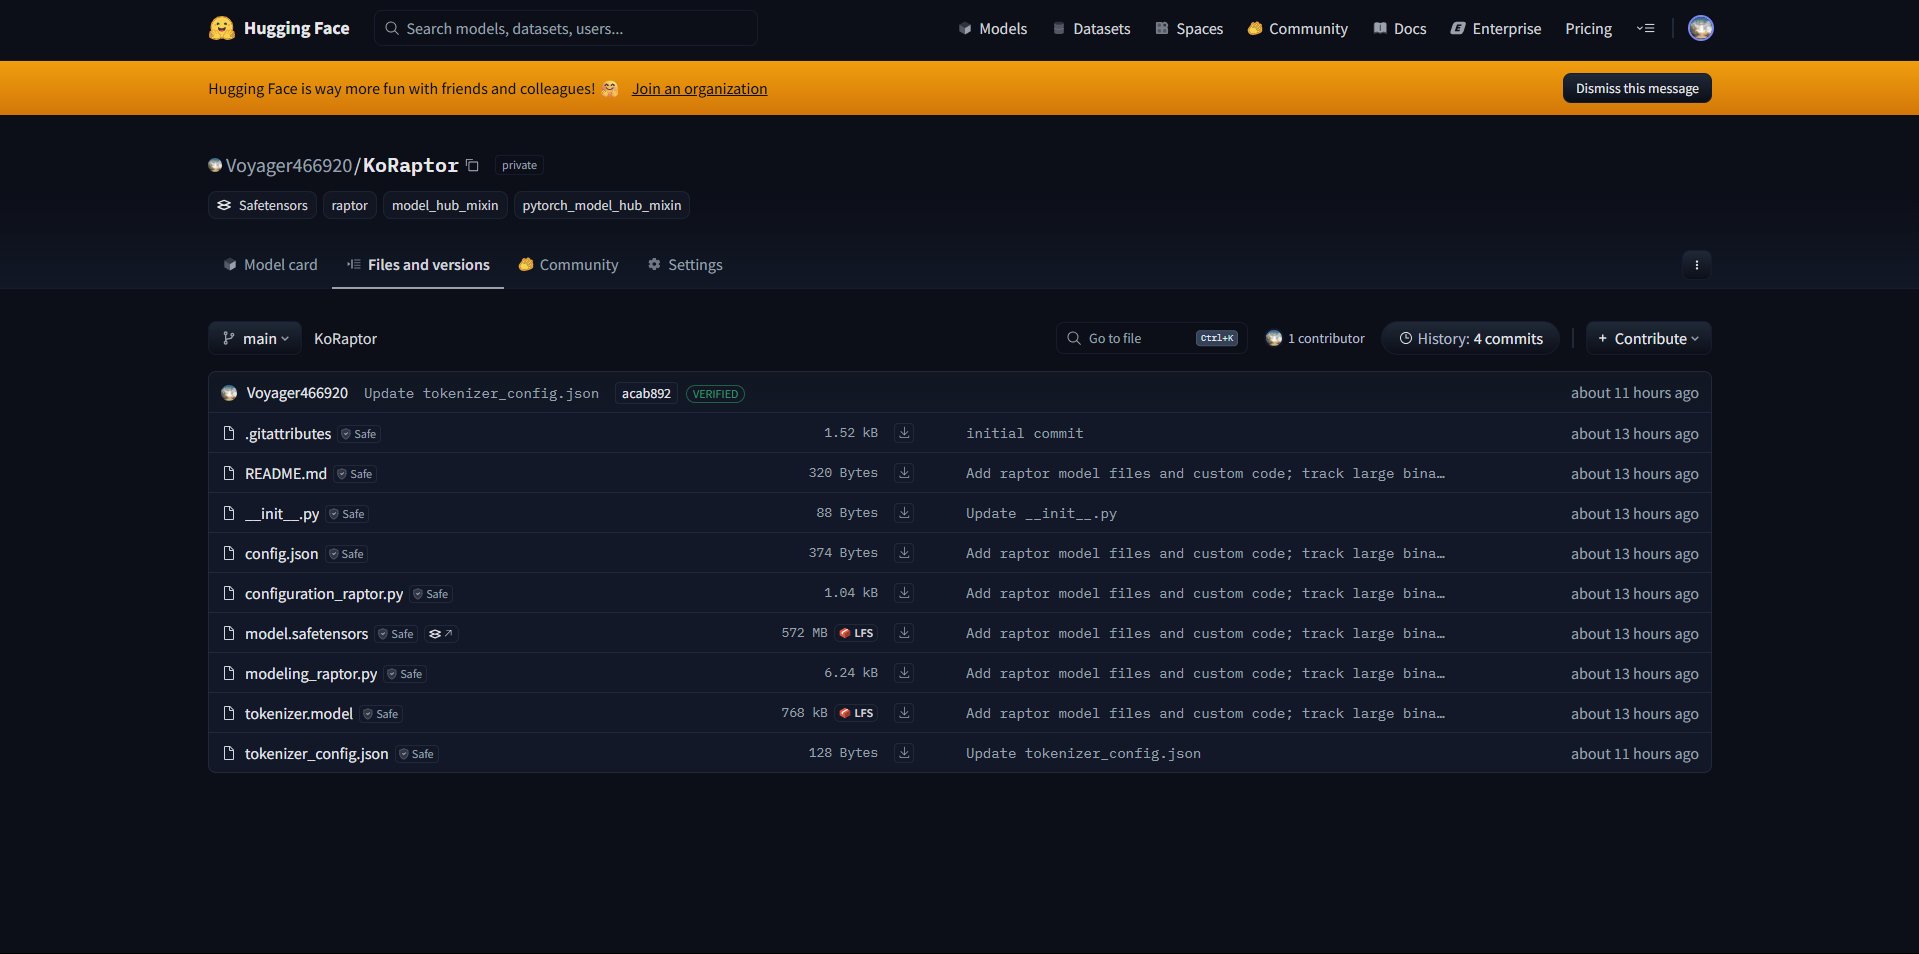 Hugging Face Search models, datasets, users... Models Datasets Spaces Community Docs Enterprise Pricing
Hugging Face is way more fun with friends and colleagues! 🤗 Join an organization Dismiss this message
Voyager466920/KoRaptor private
Safetensors raptor model_hub_mixin pytorch_model_hub_mixin
Model card Files and versions Community Settings
main KoRaptor Go to file Ctrl+K 1 contributor History: 4 commits + Contribute
Voyager466920 Update tokenizer_config.json acab892 VERIFIED about 11 hours ago
.gitattributes Safe 1.52 kB initial commit about 13 hours ago
README.md Safe 320 Bytes Add raptor model files and custom code; track large bina… about 13 hours ago
__init__.py Safe 88 Bytes Update __init__.py about 13 hours ago
config.json Safe 374 Bytes Add raptor model files and custom code; track large bina… about 13 hours ago
configuration_raptor.py Safe 1.04 kB Add raptor model files and custom code; track large bina… about 13 hours ago
model.safetensors Safe 572 MB LFS Add raptor model files and custom code; track large bina… about 13 hours ago
modeling_raptor.py Safe 6.24 kB Add raptor model files and custom code; track large bina… about 13 hours ago
tokenizer.model Safe 768 kB LFS Add raptor model files and custom code; track large bina… about 13 hours ago
tokenizer_config.json Safe 128 Bytes Update tokenizer_config.json about 11 hours ago